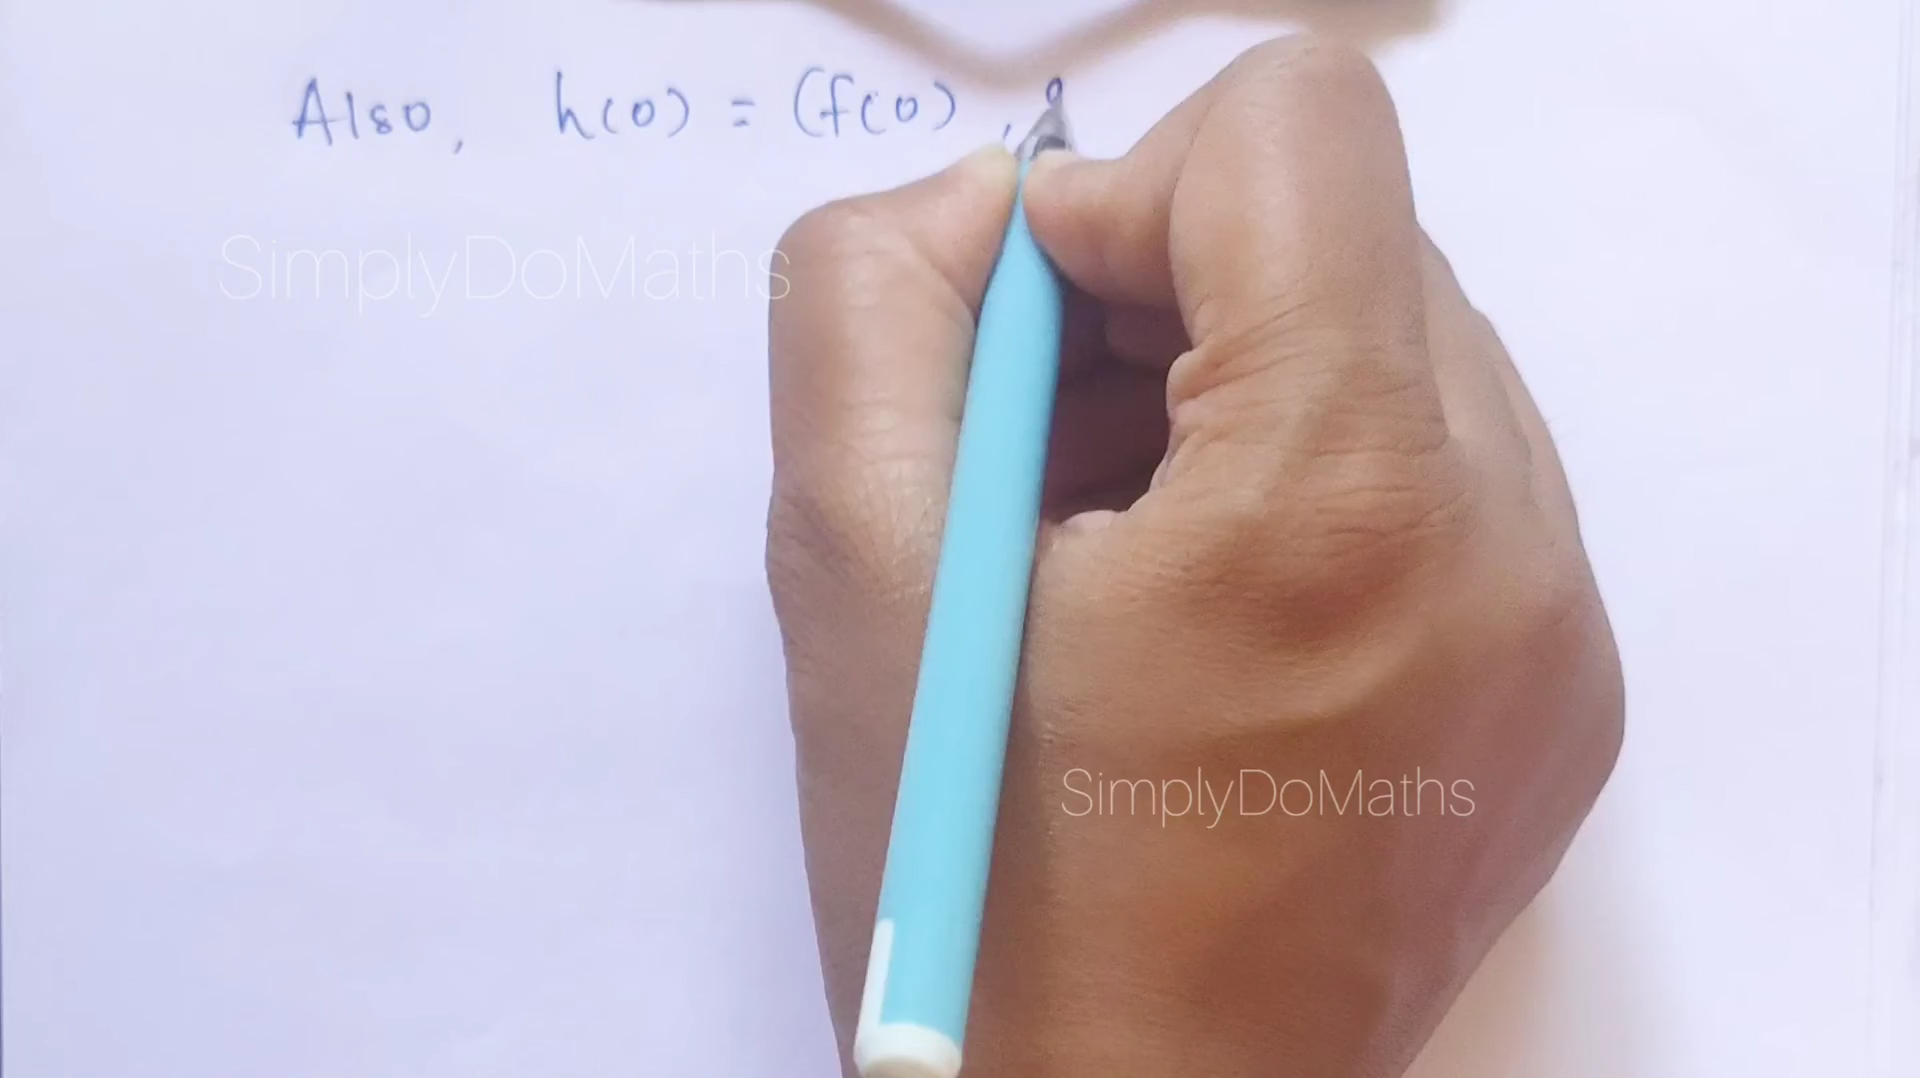 Also, h(0) = (f(0),
SimplyDoMaths
SimplyDoMaths